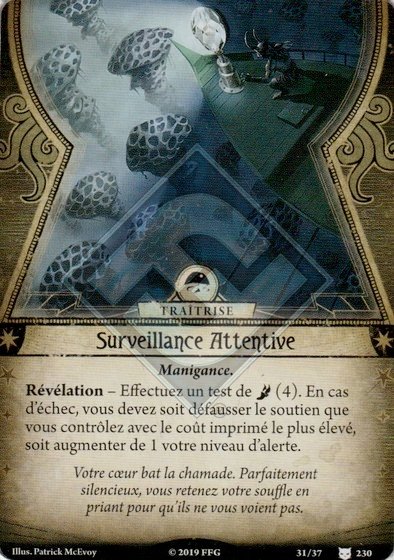 TRAÎTRISE
Surveillance Attentive
Manigance.
Révélation – Effectuez un test de (4). En cas
d'échec, vous devez soit défausser le soutien que
vous contrôlez avec le coût imprimé le plus élevé,
soit augmenter de 1 votre niveau d'alerte.
Votre cœur bat la chamade. Parfaitement
silencieux, vous retenez votre souffle en
priant pour qu'ils ne vous voient pas.
Illus. Patrick McEvoy © 2019 FFG 31/37 230